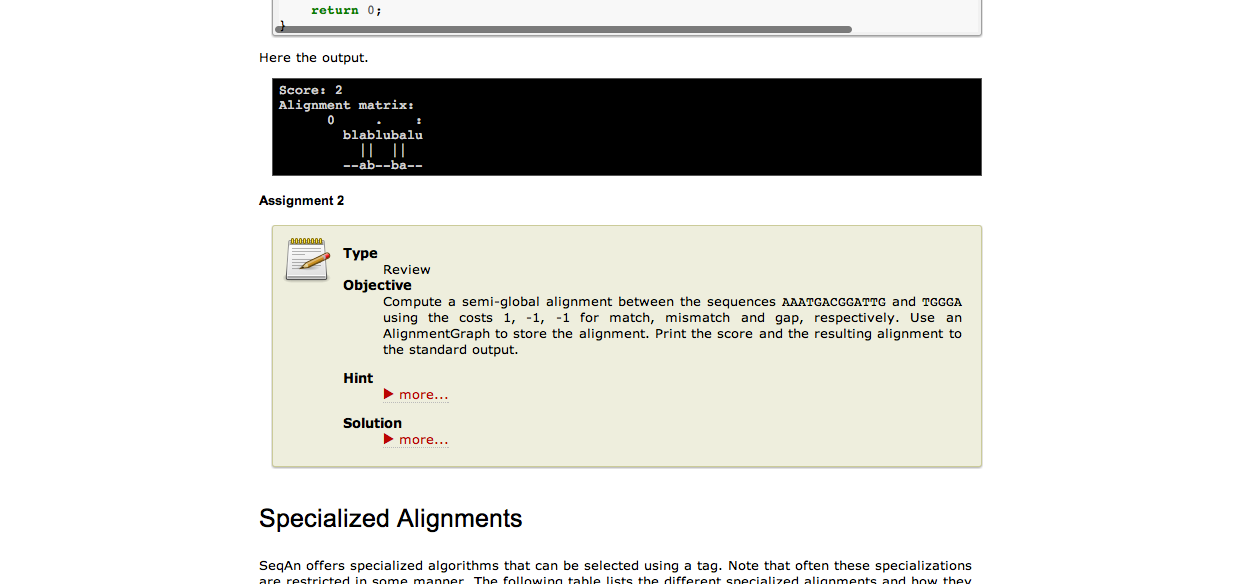 return 0;
}
Here the output.
Score: 2
Alignment matrix:
      0     .    :
        blablubalu
          ||  ||
        --ab--ba--
Assignment 2
Type
Review
Objective
Compute a semi-global alignment between the sequences AAATGACGGATTG and TGGGA
using the costs 1, -1, -1 for match, mismatch and gap, respectively. Use an
AlignmentGraph to store the alignment. Print the score and the resulting alignment to
the standard output.
Hint
more...
Solution
more...
Specialized Alignments
SeqAn offers specialized algorithms that can be selected using a tag. Note that often these specializations
are restricted in some manner. The following table lists the different specialized alignments and how they